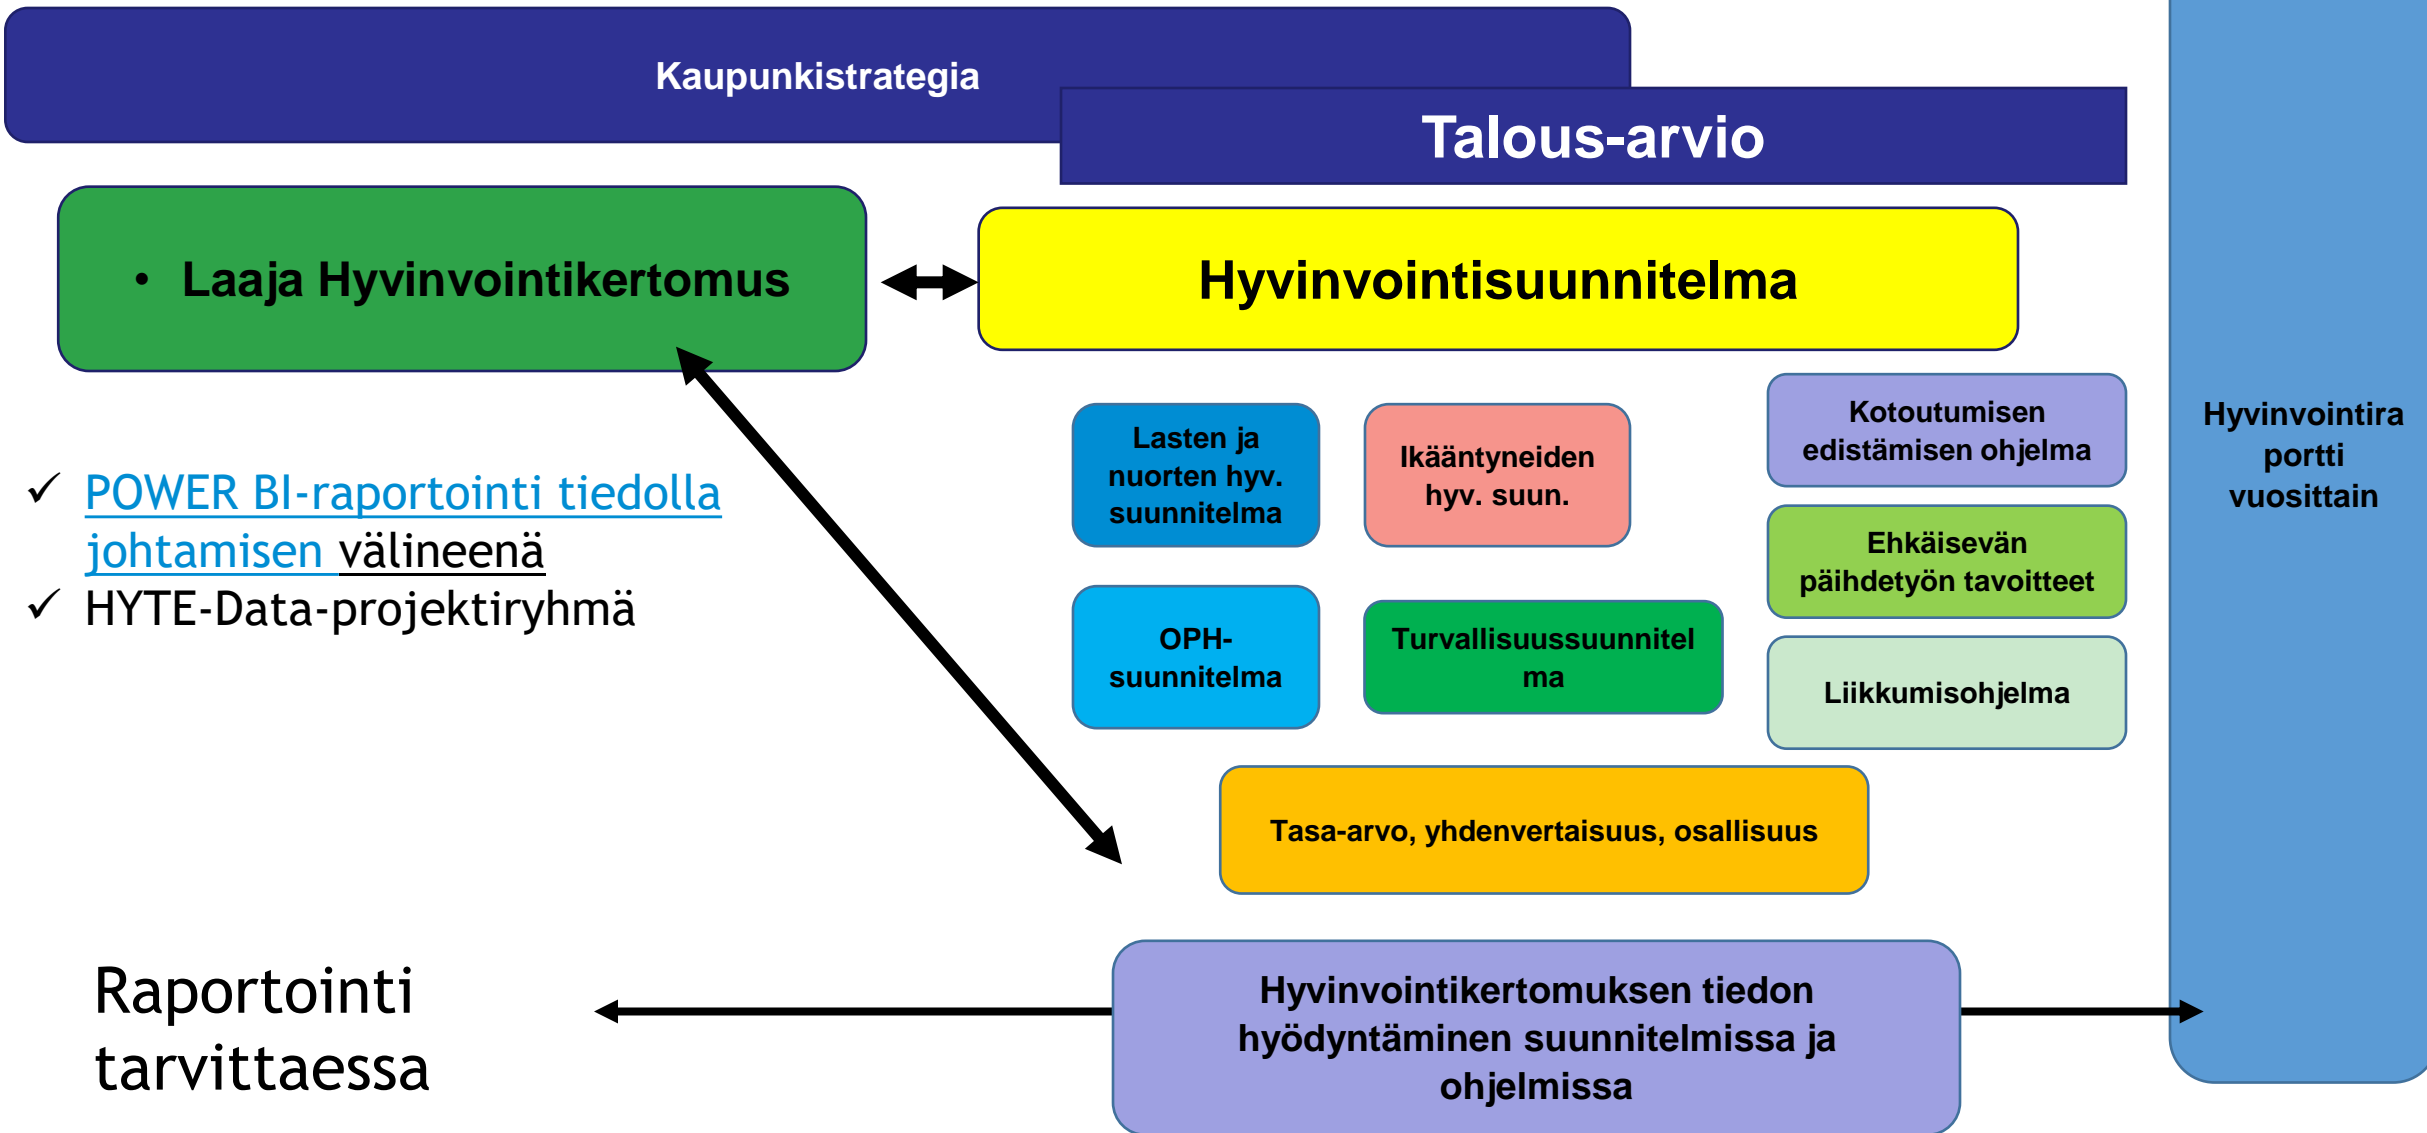 Kaupunkistrategia
Talous-arvio
• Laaja Hyvinvointikertomus
Hyvinvointisuunnitelma
✓ POWER BI-raportointi tiedolla
johtamisen välineenä
✓ HYTE-Data-projektiryhmä
Lasten ja
nuorten hyv.
suunnitelma
Ikääntyneiden
hyv. suun.
Kotoutumisen
edistämisen ohjelma
Ehkäisevän
päihdetyön tavoitteet
OPH-
suunnitelma
Turvallisuussuunnitel
ma
Liikkumisohjelma
Tasa-arvo, yhdenvertaisuus, osallisuus
Hyvinvointira
portti
vuosittain
Raportointi
tarvittaessa
Hyvinvointikertomuksen tiedon
hyödyntäminen suunnitelmissa ja
ohjelmissa